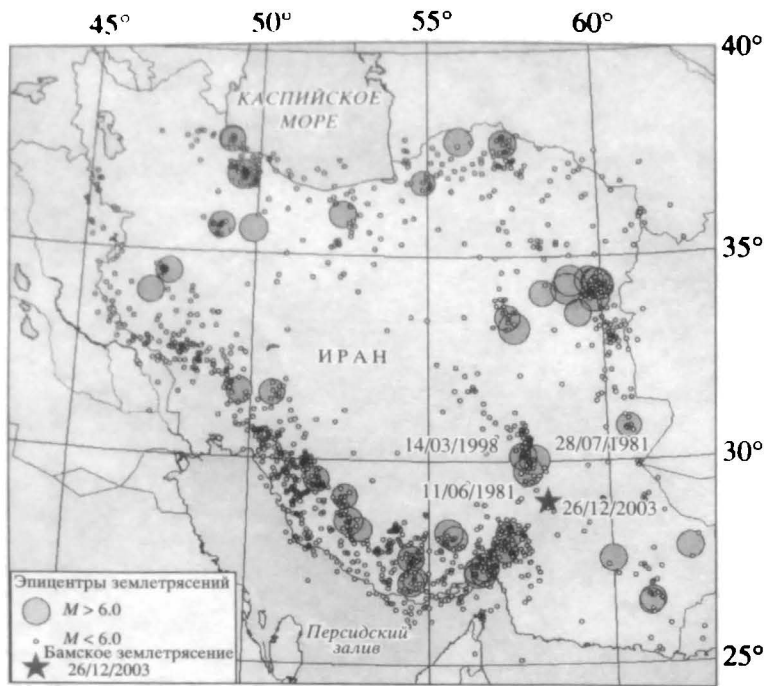 45° 50° 55° 60°
40°
КАСПИЙСКОЕ
МОРЕ
35°
ИРАН
14/03/1998 28/07/1981
30°
11/06/1981
26/12/2003
Эпицентры землетрясений
M > 6.0
M < 6.0
Бамское землетрясение
26/12/2003
Персидский
залив
25°